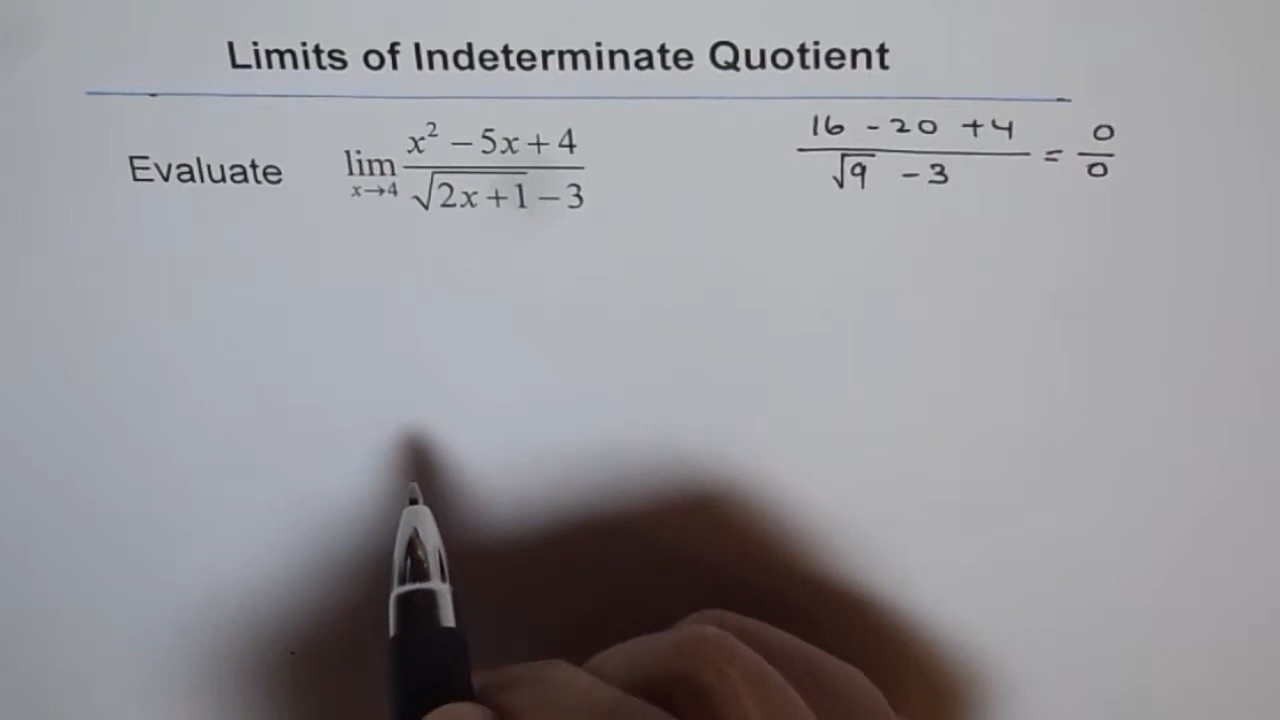 Limits of Indeterminate Quotient
Evaluate lim x→4 (x² − 5x + 4)/(√(2x + 1) − 3)
(16 − 20 + 4)/(√9 − 3) = 0/0